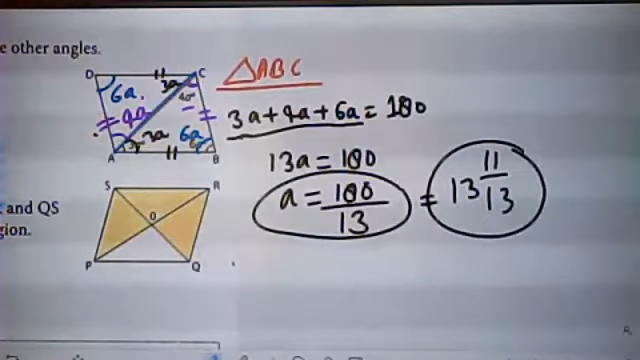 e other angles.
D
C
△ABC
6a
3a
4a
4a
3a + 4a + 6a = 180
3a
6a
A
B
13a = 180
a = 180/13 = 13 11/13
S
R
O
and QS
gion.
P
Q